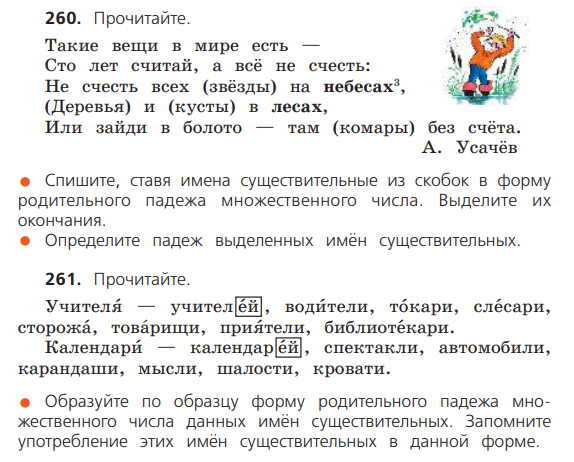 260. Прочитайте.
Такие вещи в мире есть —
Сто лет считай, а всё не счесть:
Не счесть всех (звёзды) на небесах³,
(Деревья) и (кусты) в лесах,
Или зайди в болото — там (комары) без счёта.
А. Усачёв
• Спишите, ставя имена существительные из скобок в форму
родительного падежа множественного числа. Выделите их
окончания.
• Определите падеж выделенных имён существительных.
261. Прочитайте.
Учителя́ — учителе́й, води́тели, то́кари, сле́сари,
сторожа́, това́рищи, прия́тели, библиоте́кари.
Календари́ — календаре́й, спектакли, автомобили,
карандаши, мысли, шалости, кровати.
• Образуйте по образцу форму родительного падежа мно-
жественного числа данных имён существительных. Запомните
употребление этих имён существительных в данной форме.